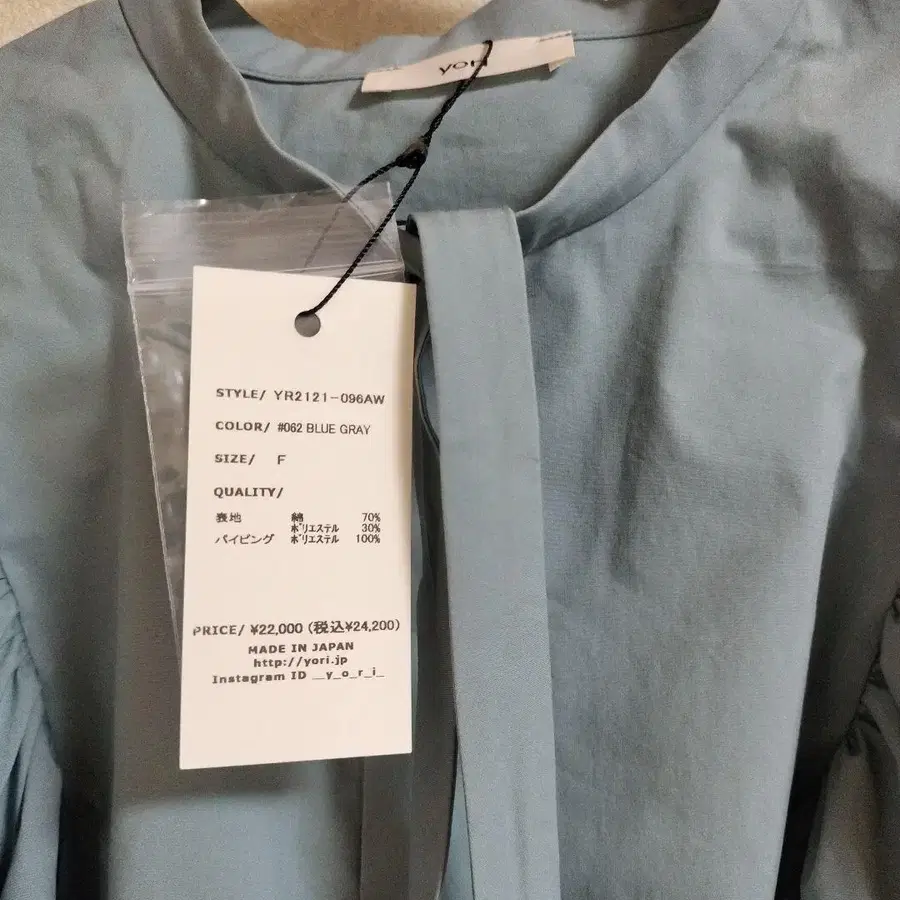 yori
STYLE/ YR2121-096AW
COLOR/ #062 BLUE GRAY
SIZE/ F
QUALITY/
表地 綿 70%
ポリエステル 30%
パイピング ポリエステル 100%
PRICE/ ¥22,000 (税込¥24,200)
MADE IN JAPAN
http://yori.jp
Instagram ID __y_o_r_i_